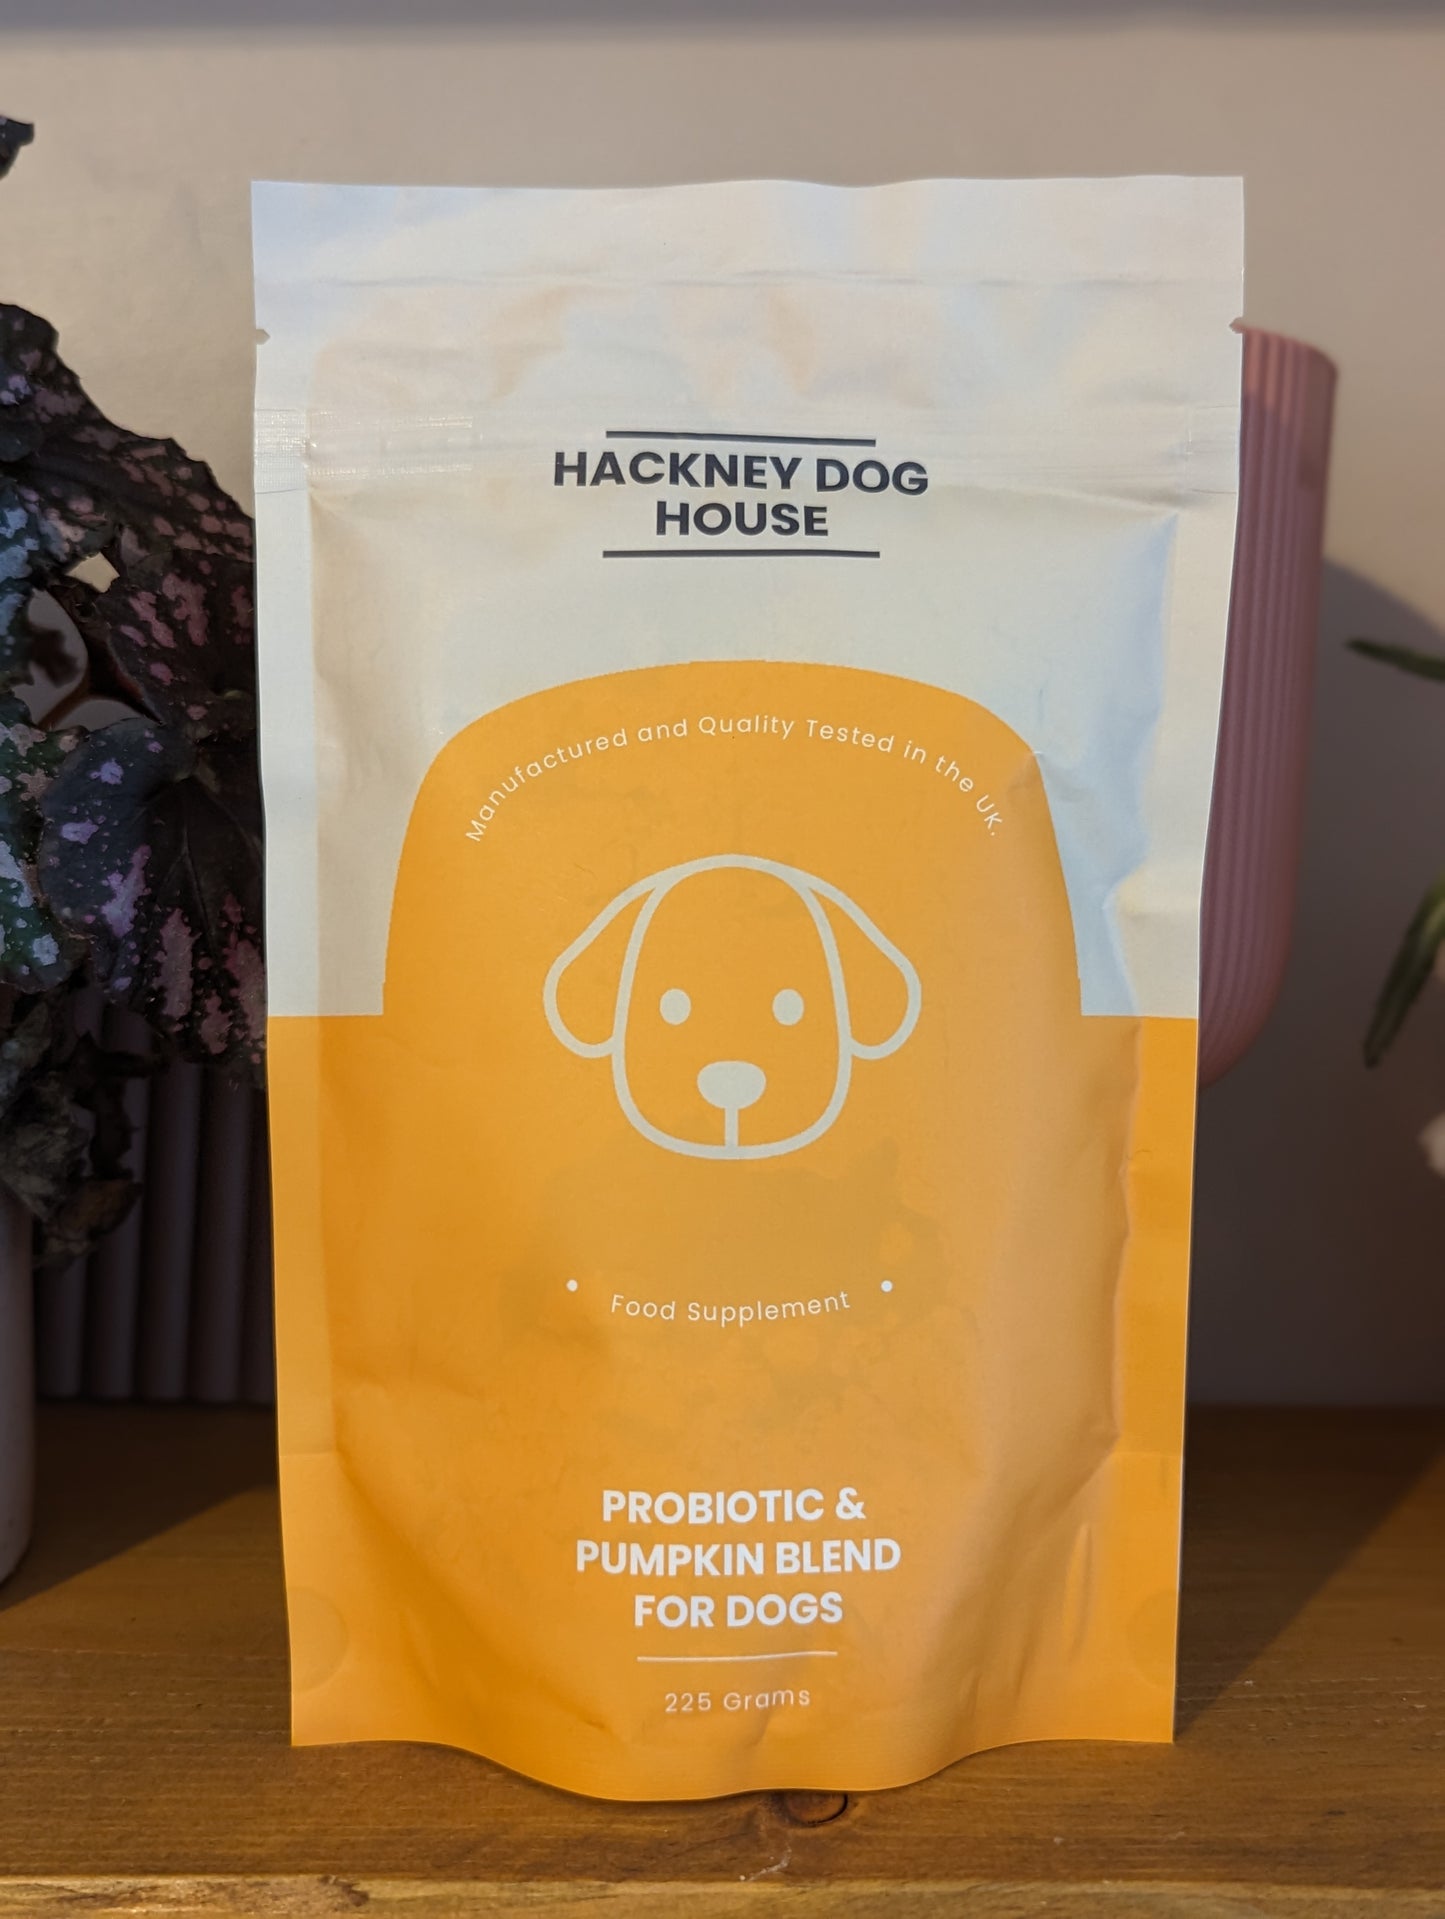 HACKNEY DOG
HOUSE
Manufactured and Quality Tested in the UK.
Food Supplement
PROBIOTIC &
PUMPKIN BLEND
FOR DOGS
225 Grams